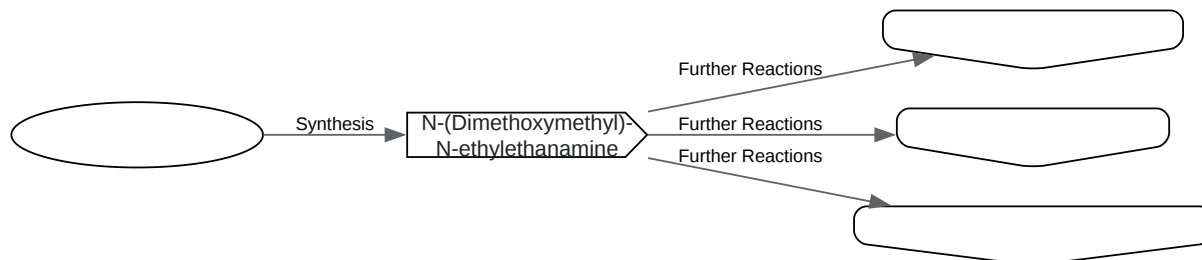 Synthesis
N-(Dimethoxymethyl)-
N-ethylethanamine
Further Reactions
Further Reactions
Further Reactions